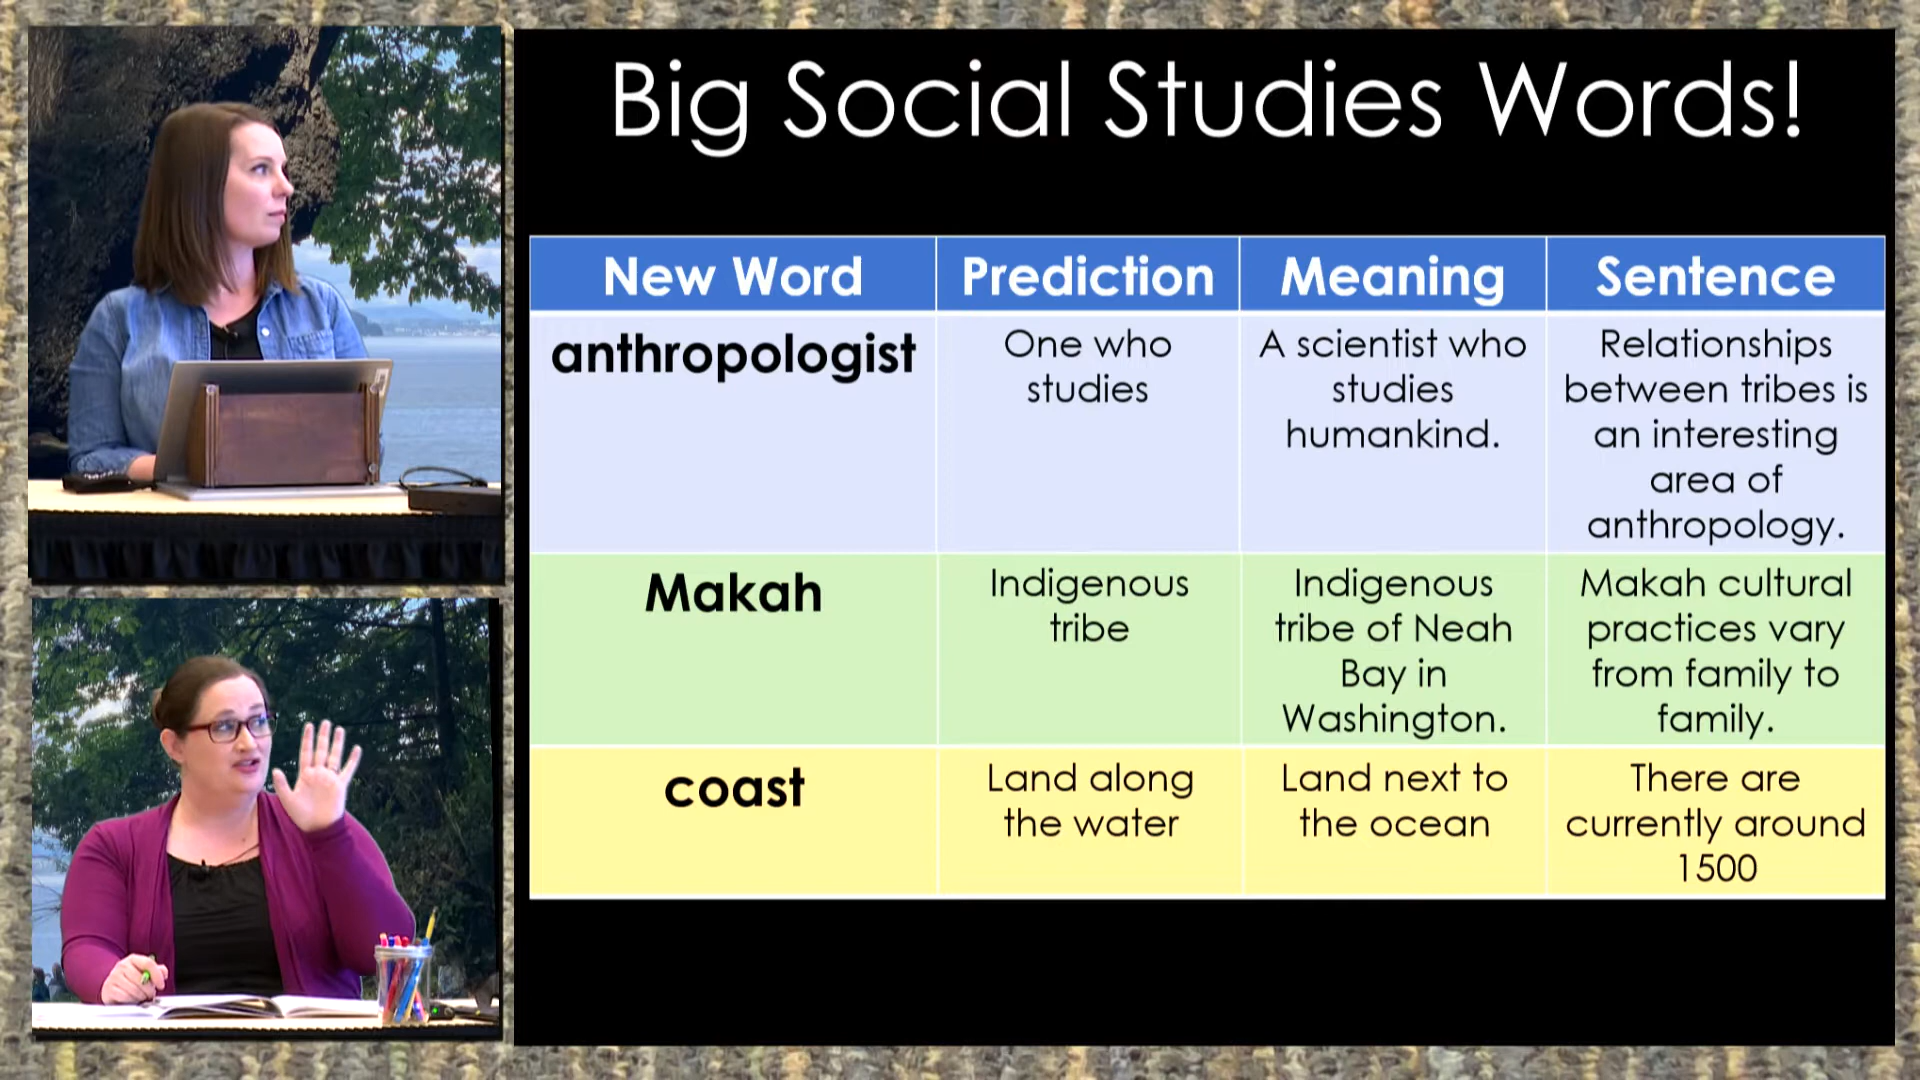 Big Social Studies Words!
New Word
Prediction
Meaning
Sentence
anthropologist
One who
studies
A scientist who
studies
humankind.
Relationships
between tribes is
an interesting
area of
anthropology.
Makah
Indigenous
tribe
Indigenous
tribe of Neah
Bay in
Washington.
Makah cultural
practices vary
from family to
family.
coast
Land along
the water
Land next to
the ocean
There are
currently around
1500